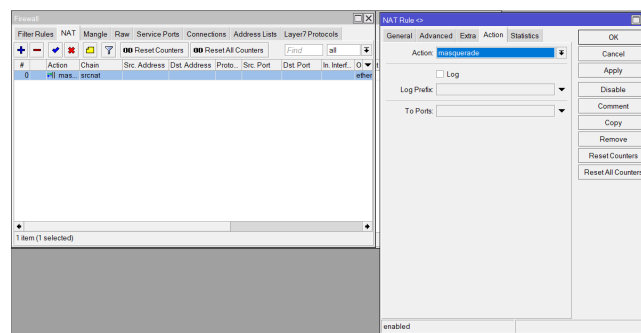 Firewall
Filter Rules NAT Mangle Raw Service Ports Connections Address Lists Layer7 Protocols
00 Reset Counters 00 Reset All Counters Find all
# Action Chain Src. Address Dst. Address Proto... Src. Port Dst. Port In. Interf... O
0 mas... srcnat ether
1 item (1 selected)
NAT Rule <>
General Advanced Extra Action Statistics
Action: masquerade
Log
Log Prefix:
To Ports:
OK
Cancel
Apply
Disable
Comment
Copy
Remove
Reset Counters
Reset All Counters
enabled